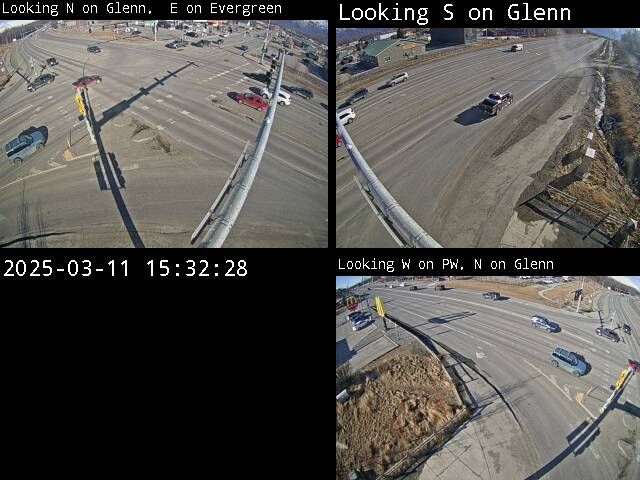 Looking N on Glenn,  E on Evergreen
Looking S on Glenn
2025-03-11 15:32:28
Looking W on PW, N on Glenn